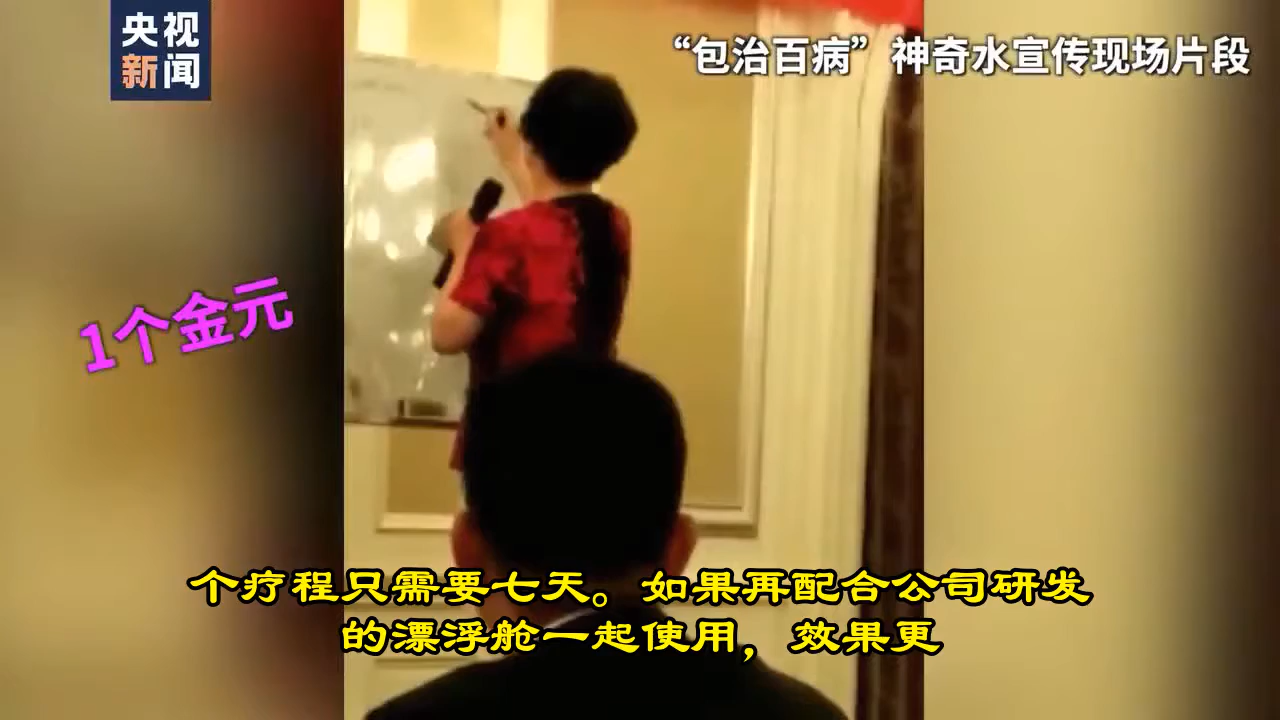 央视
新闻
“包治百病”神奇水宣传现场片段
1个金元
个疗程只需要七天。如果再配合公司研发
的漂浮舱一起使用，效果更